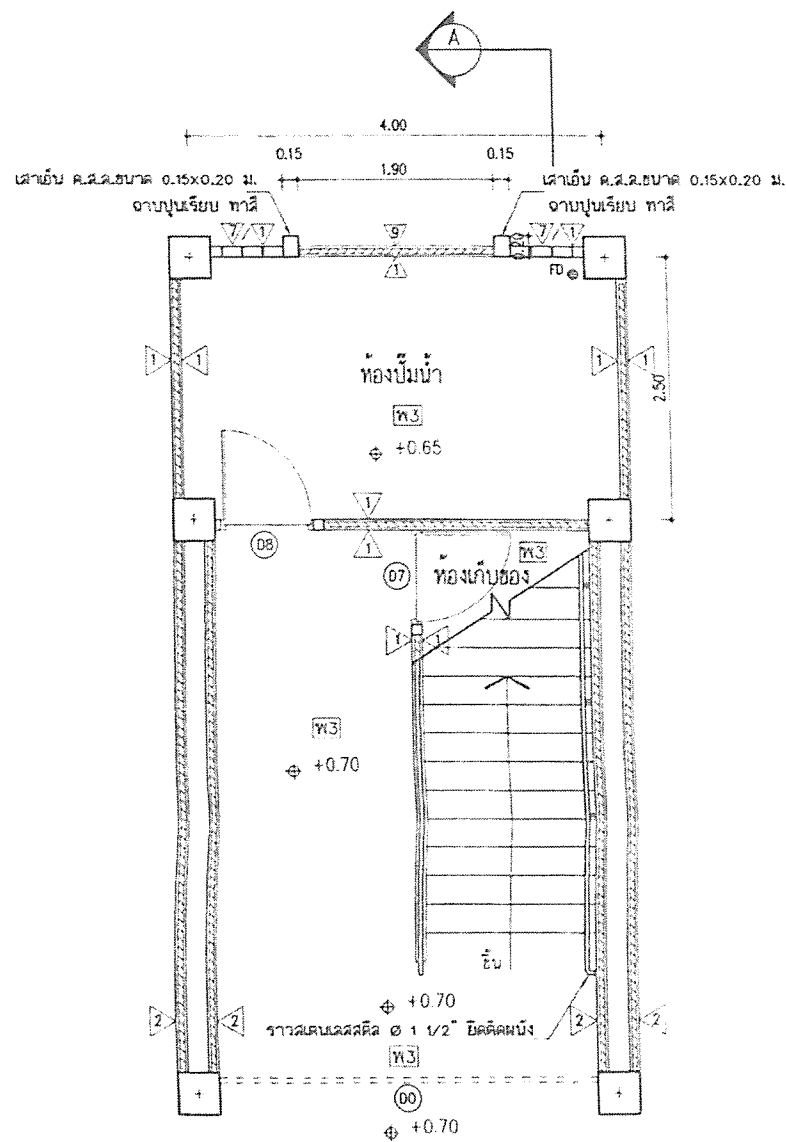 A
4.00
0.15
0.15
1.90
เสาเอ็น ค.ส.ล.ขนาด 0.15x0.20 ม.
ฉาบปูนเรียบ ทาสี
เสาเอ็น ค.ส.ล.ขนาด 0.15x0.20 ม.
ฉาบปูนเรียบ ทาสี
7 1
9
1
0.20
7 1
FD
1 1
1 1
2.50
ห้องปั๊มน้ำ
พ3
+0.65
1
1
D8
D7
ห้องเก็บของ
พ3
1 1
พ3
+0.70
ขึ้น
2 2
2 2
+0.70
ราวสเตนเลสสตีล Ø 1 1/2" ยึดติดผนัง
พ3
D0
+0.70